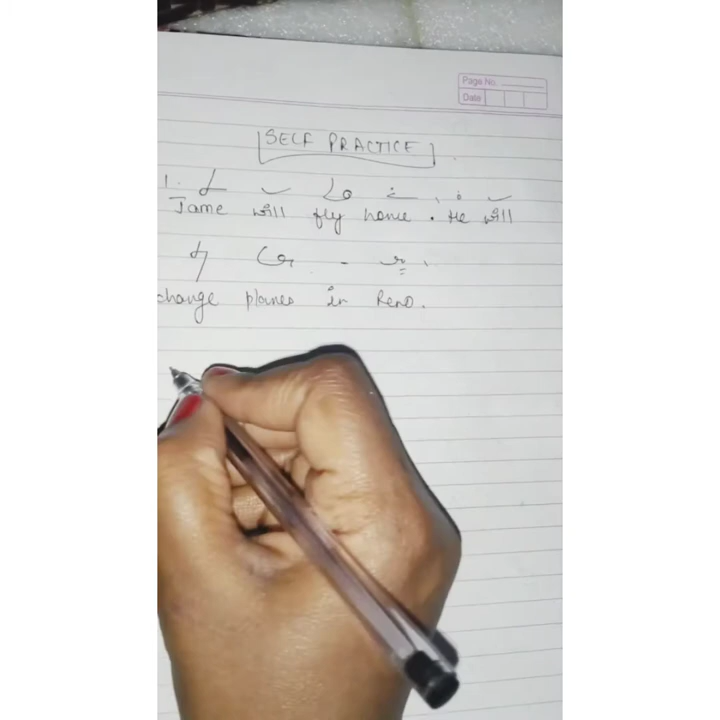 Page No.
Date
SELF PRACTICE
1.
Jame will fly home. He will
change planes in Reno.